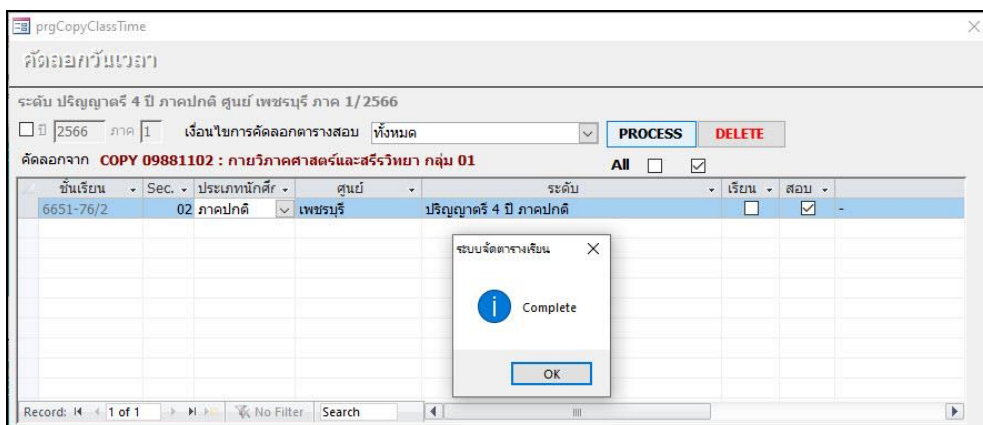 prgCopyClassTime
คัดลอกวันเวลา
ระดับ ปริญญาตรี 4 ปี ภาคปกติ ศูนย์ เพชรบุรี ภาค 1/2566
ปี 2566 ภาค 1 เงื่อนไขการคัดลอกตารางสอบ ทั้งหมด PROCESS DELETE
คัดลอกจาก COPY 09881102 : กายวิภาคศาสตร์และสรีรวิทยา กลุ่ม 01 All
ชั้นเรียน Sec. ประเภทนักศึก ศูนย์ ระดับ เรียน สอบ
6651-76/2 02 ภาคปกติ เพชรบุรี ปริญญาตรี 4 ปี ภาคปกติ -
ระบบจัดตารางเรียน
Complete
OK
Record: 1 of 1 No Filter Search